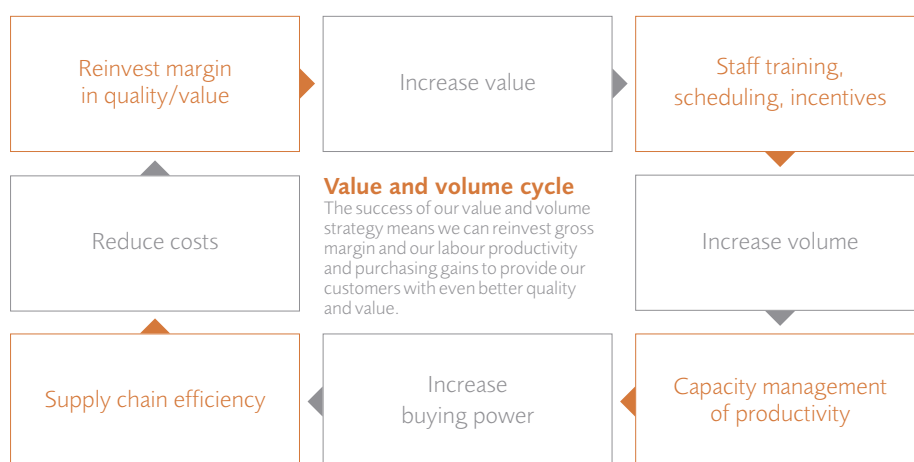 Reinvest margin
in quality/value
Increase value
Staff training,
scheduling, incentives
Reduce costs
Value and volume cycle
The success of our value and volume
strategy means we can reinvest gross
margin and our labour productivity
and purchasing gains to provide our
customers with even better quality
and value.
Increase volume
Supply chain efficiency
Increase
buying power
Capacity management
of productivity